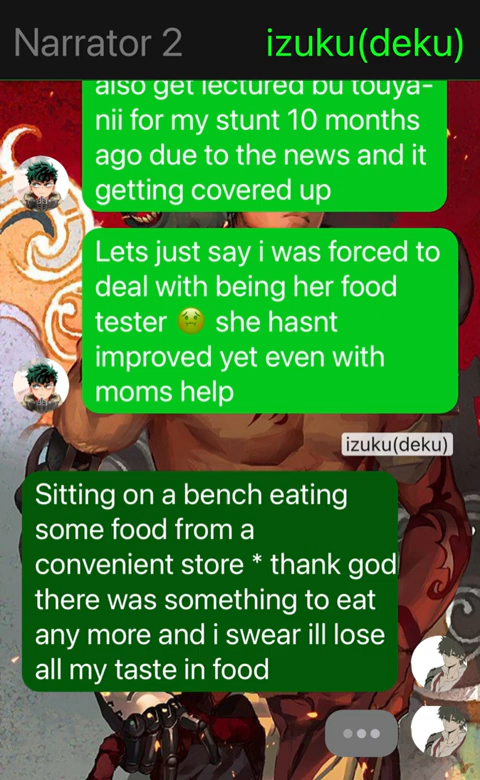 Narrator 2 izuku(deku)
also get lectured bu touya-
nii for my stunt 10 months
ago due to the news and it
getting covered up
Lets just say i was forced to
deal with being her food
tester 🤢 she hasnt
improved yet even with
moms help
izuku(deku)
Sitting on a bench eating
some food from a
convenient store * thank god
there was something to eat
any more and i swear ill lose
all my taste in food